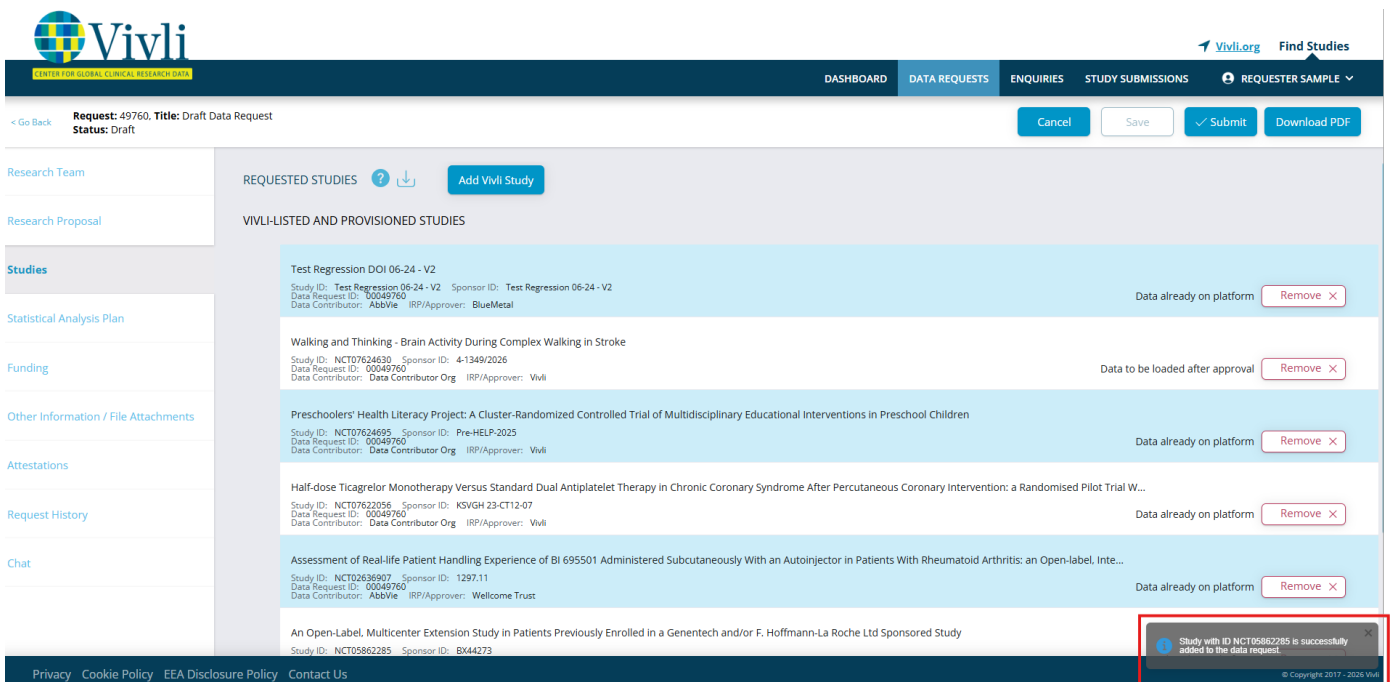 Vivli
CENTER FOR GLOBAL CLINICAL RESEARCH DATA
Vivli.org Find Studies
DASHBOARD DATA REQUESTS ENQUIRIES STUDY SUBMISSIONS REQUESTER SAMPLE
< Go Back
Request: 49760, Title: Draft Data Request
Status: Draft
Cancel Save Submit Download PDF
Research Team
Research Proposal
Studies
Statistical Analysis Plan
Funding
Other Information / File Attachments
Attestations
Request History
Chat
REQUESTED STUDIES ? Add Vivli Study
VIVLI-LISTED AND PROVISIONED STUDIES
Test Regression DOI 06-24 - V2
Study ID: Test Regression 06-24 - V2 Sponsor ID: Test Regression 06-24 - V2
Data Request ID: 00049760
Data Contributor: AbbVie IRP/Approver: BlueMetal
Data already on platform Remove ×
Walking and Thinking - Brain Activity During Complex Walking in Stroke
Study ID: NCT07624630 Sponsor ID: 4-1349/2026
Data Request ID: 00049760
Data Contributor: Data Contributor Org IRP/Approver: Vivli
Data to be loaded after approval Remove ×
Preschoolers' Health Literacy Project: A Cluster-Randomized Controlled Trial of Multidisciplinary Educational Interventions in Preschool Children
Study ID: NCT07624695 Sponsor ID: Pre-HELP-2025
Data Request ID: 00049760
Data Contributor: Data Contributor Org IRP/Approver: Vivli
Data already on platform Remove ×
Half-dose Ticagrelor Monotherapy Versus Standard Dual Antiplatelet Therapy in Chronic Coronary Syndrome After Percutaneous Coronary Intervention: a Randomised Pilot Trial W...
Study ID: NCT07622056 Sponsor ID: KSVGH 23-CT12-07
Data Request ID: 00049760
Data Contributor: Data Contributor Org IRP/Approver: Vivli
Data already on platform Remove ×
Assessment of Real-life Patient Handling Experience of BI 695501 Administered Subcutaneously With an Autoinjector in Patients With Rheumatoid Arthritis: an Open-label, Inte...
Study ID: NCT02636907 Sponsor ID: 1297.11
Data Request ID: 00049760
Data Contributor: AbbVie IRP/Approver: Wellcome Trust
Data already on platform Remove ×
An Open-Label, Multicenter Extension Study in Patients Previously Enrolled in a Genentech and/or F. Hoffmann-La Roche Ltd Sponsored Study
Study ID: NCT05862285 Sponsor ID: BX44273
Study with ID NCT05862285 is successfully
added to the data request.
Privacy Cookie Policy EEA Disclosure Policy Contact Us
© Copyright 2017 - 2026 Vivli